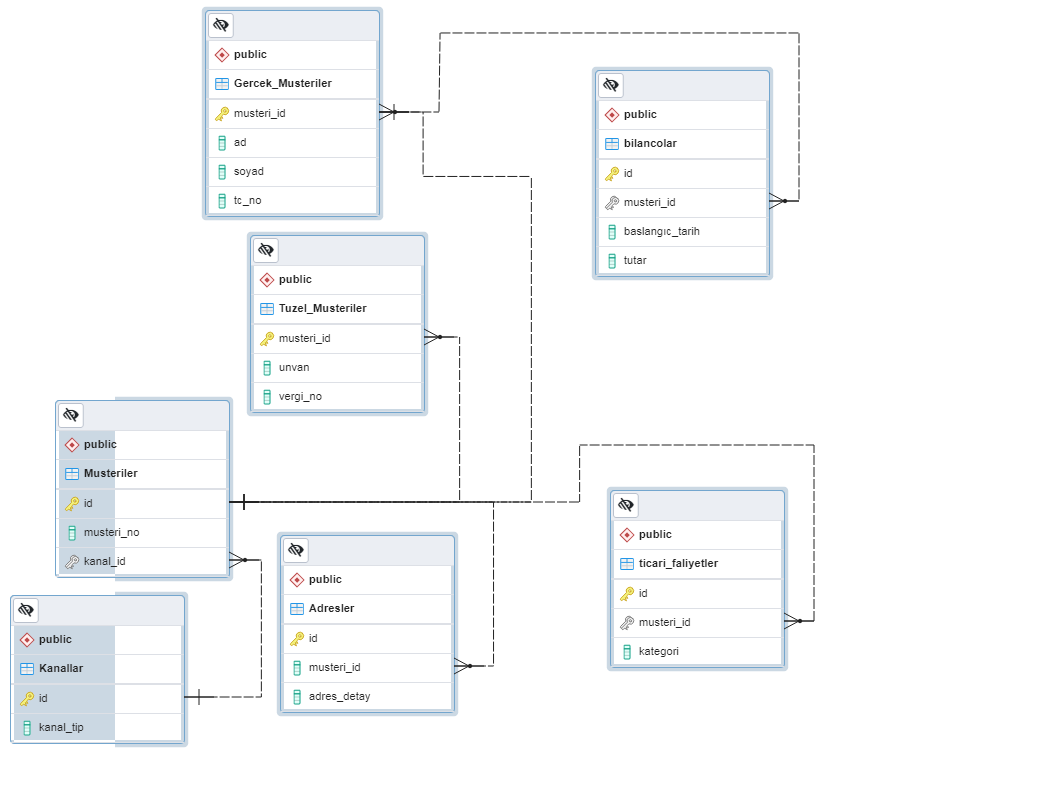 public
Gercek_Musteriler
musteri_id
ad
soyad
tc_no
public
bilancolar
id
musteri_id
baslangıc_tarih
tutar
public
Tuzel_Musteriler
musteri_id
unvan
vergi_no
public
Musteriler
id
musteri_no
kanal_id
public
ticari_faliyetler
id
musteri_id
kategori
public
Adresler
id
musteri_id
adres_detay
public
Kanallar
id
kanal_tip